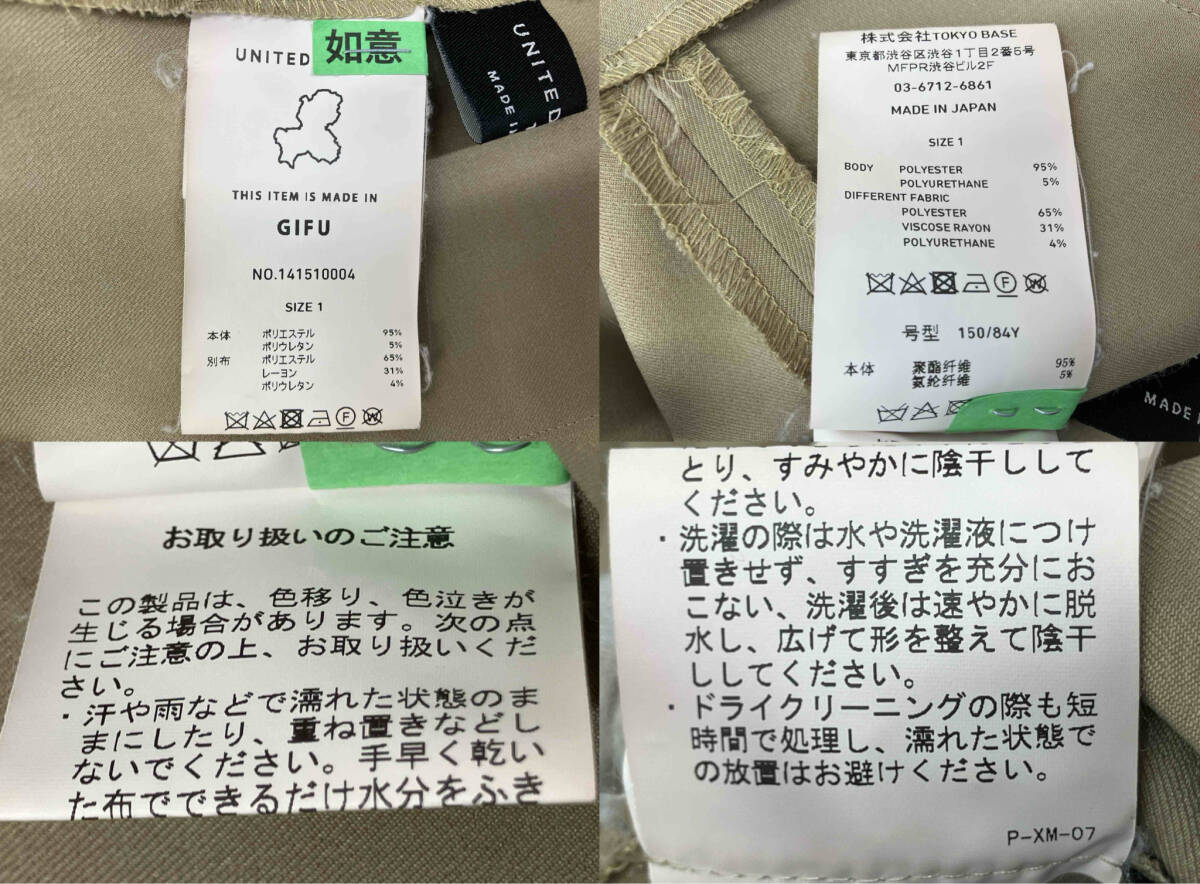 UNITED
如意
THIS ITEM IS MADE IN
GIFU
NO.141510004
SIZE 1
本体 ポリエステル 95%
ポリウレタン 5%
別布 ポリエステル 65%
レーヨン 31%
ポリウレタン 4%
UNITED
MADE IN
株式会社TOKYO BASE
東京都渋谷区渋谷1丁目2番5号
MFPR渋谷ビル2F
03-6712-6861
MADE IN JAPAN
SIZE 1
BODY POLYESTER 95%
POLYURETHANE 5%
DIFFERENT FABRIC
POLYESTER 65%
VISCOSE RAYON 31%
POLYURETHANE 4%
号型 150/84Y
本体 聚酯纤维 95%
氨纶纤维 5%
MADE
お取り扱いのご注意
この製品は、色移り、色泣きが
生じる場合があります。次の点
にご注意の上、お取り扱いくだ
さい。
・汗や雨などで濡れた状態のま
まにしたり、重ね置きなどし
ないでください。手早く乾い
た布でできるだけ水分をふき
とり、すみやかに陰干しして
ください。
・洗濯の際は水や洗濯液につけ
置きせず、すすぎを充分にお
こない、洗濯後は速やかに脱
水し、広げて形を整えて陰干
ししてください。
・ドライクリーニングの際も短
時間で処理し、濡れた状態で
の放置はお避けください。
P-XM-07